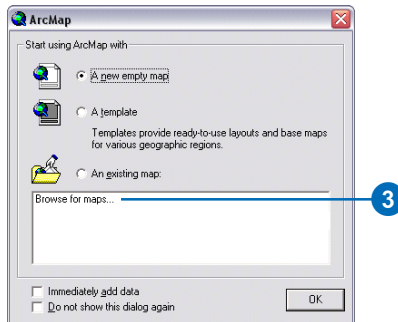 ArcMap
Start using ArcMap with
A new empty map
A template
Templates provide ready-to-use layouts and base maps
for various geographic regions.
An existing map:
Browse for maps...
3
Immediately add data
Do not show this dialog again
OK